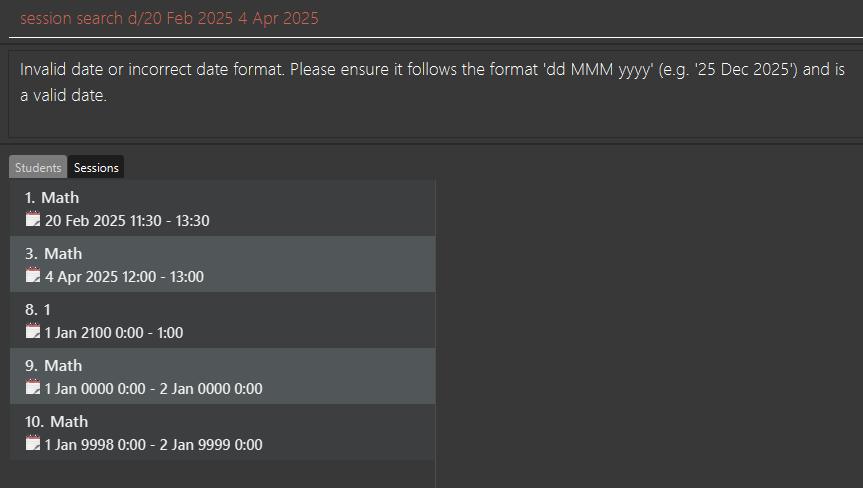 session search d/20 Feb 2025 4 Apr 2025
Invalid date or incorrect date format. Please ensure it follows the format 'dd MMM yyyy' (e.g. '25 Dec 2025') and is
a valid date.
Students Sessions
1. Math
20 Feb 2025 11:30 - 13:30
3. Math
4 Apr 2025 12:00 - 13:00
8. 1
1 Jan 2100 0:00 - 1:00
9. Math
1 Jan 0000 0:00 - 2 Jan 0000 0:00
10. Math
1 Jan 9998 0:00 - 2 Jan 9999 0:00